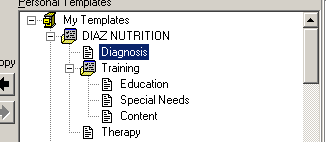 Personal Templates
My Templates
DIAZ NUTRITION
Diagnosis
Training
Education
Special Needs
Content
Therapy